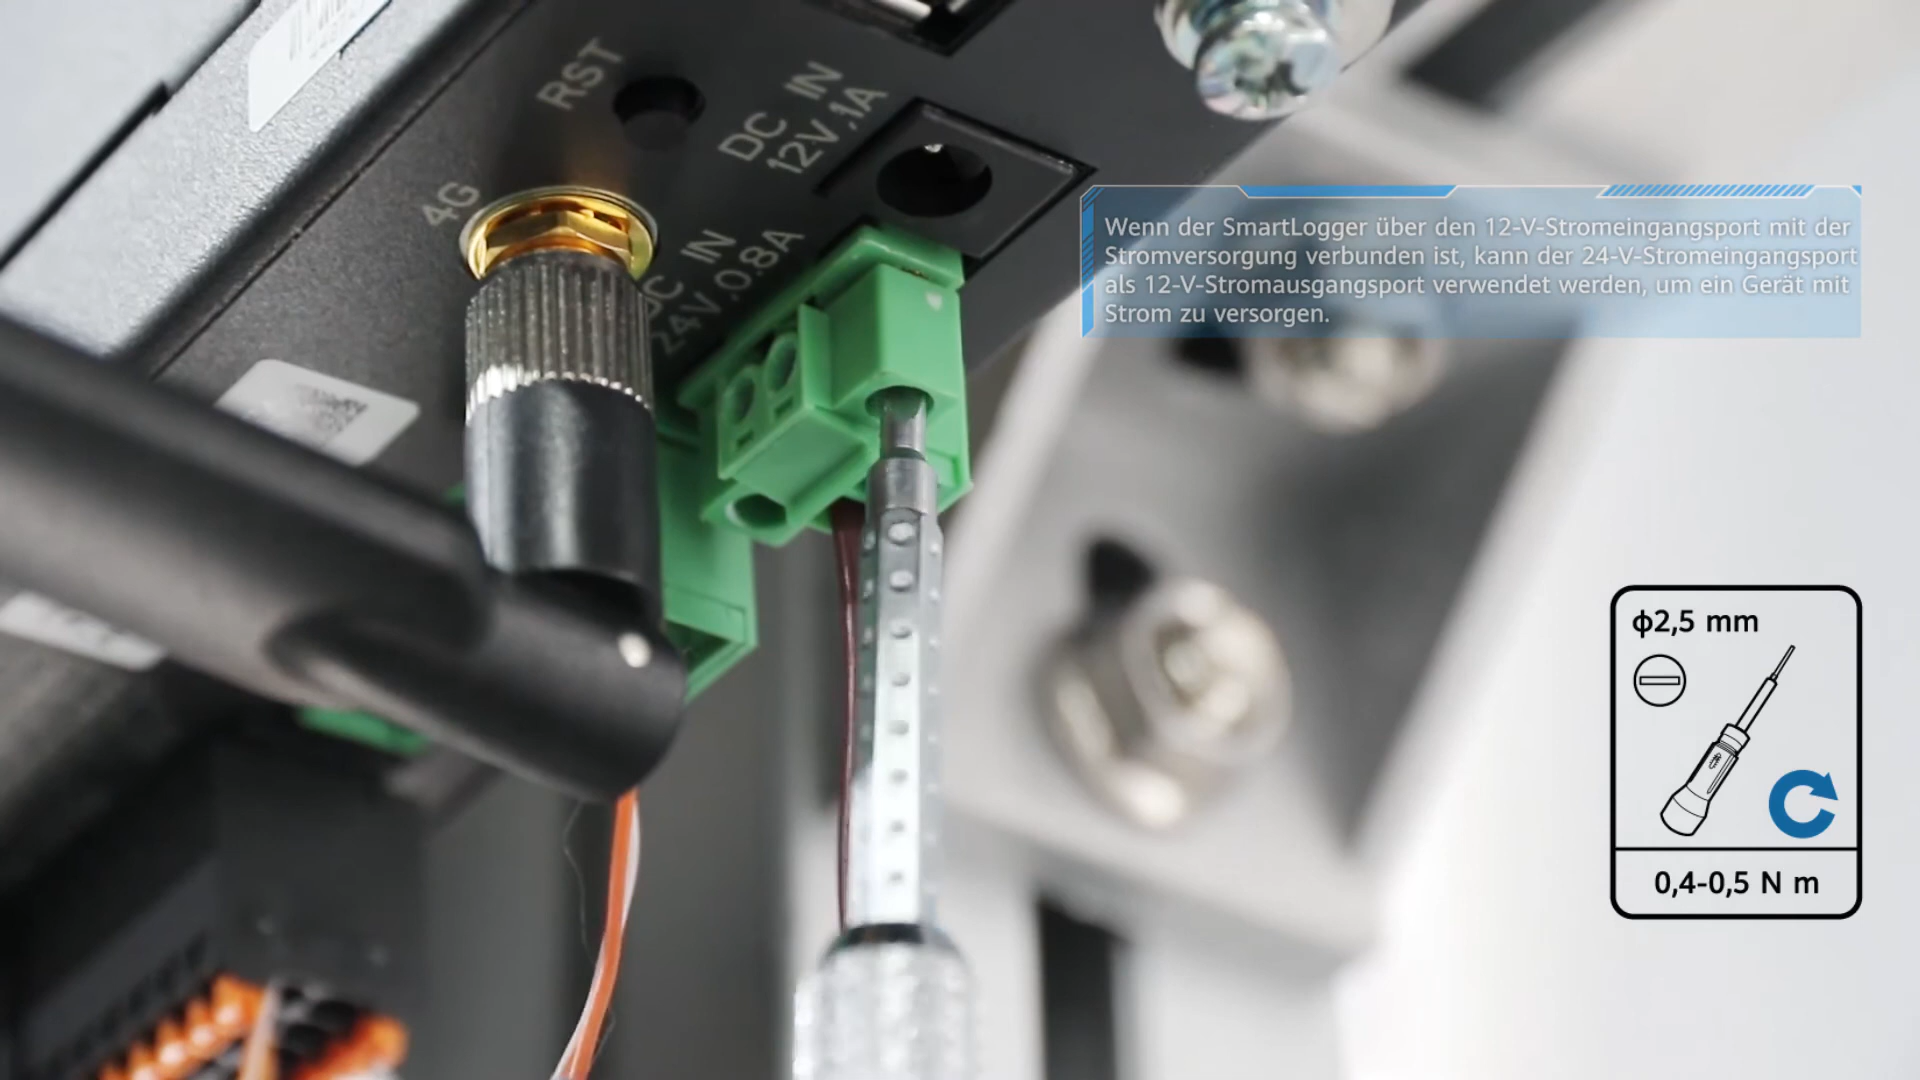 RST
DC IN
12V ,1A
4G
DC IN
24V ,0.8A
Wenn der SmartLogger über den 12-V-Stromeingangsport mit der
Stromversorgung verbunden ist, kann der 24-V-Stromeingangsport
als 12-V-Stromausgangsport verwendet werden, um ein Gerät mit
Strom zu versorgen.
ϕ2,5 mm
0,4-0,5 N m